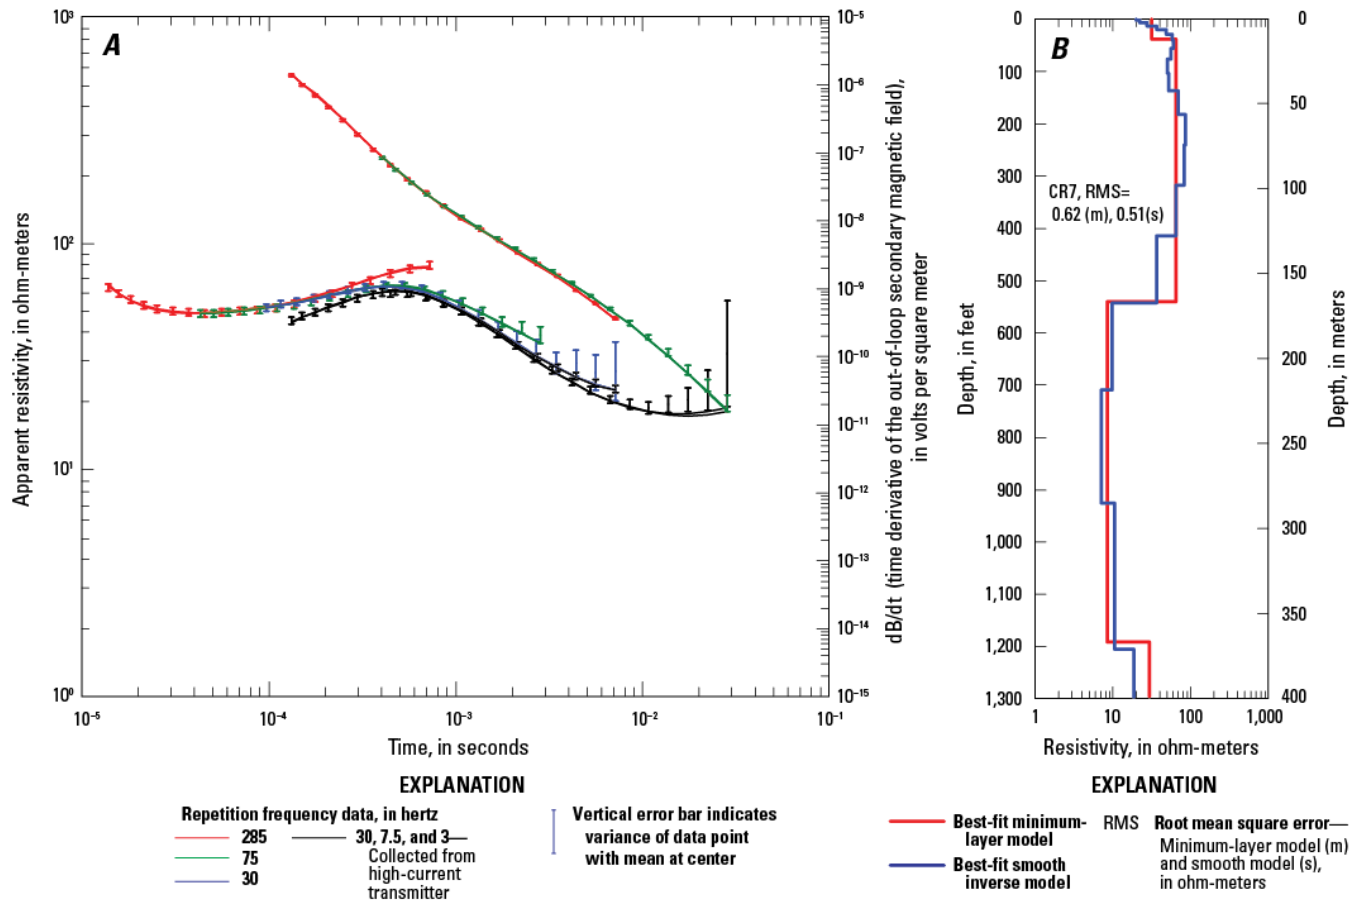 A
10³
10²
10¹
10⁰
Apparent resistivity, in ohm-meters
10⁻⁵
10⁻⁴
10⁻³
10⁻²
10⁻¹
Time, in seconds
10⁻⁵
10⁻⁶
10⁻⁷
10⁻⁸
10⁻⁹
10⁻¹⁰
10⁻¹¹
10⁻¹²
10⁻¹³
10⁻¹⁴
10⁻¹⁵
dB/dt (time derivative of the out-of-loop secondary magnetic field),
in volts per square meter
EXPLANATION
Repetition frequency data, in hertz
285
75
30
30, 7.5, and 3—
Collected from
high-current
transmitter
Vertical error bar indicates
variance of data point
with mean at center
B
0
50
100
200
300
400
500
600
700
800
900
1,000
1,100
1,200
1,300
Depth, in feet
CR7, RMS=
0.62 (m), 0.51(s)
0
50
100
150
200
250
300
350
400
Depth, in meters
1
10
100
1,000
Resistivity, in ohm-meters
EXPLANATION
Best-fit minimum-
layer model
Best-fit smooth
inverse model
RMS Root mean square error—
Minimum-layer model (m)
and smooth model (s),
in ohm-meters